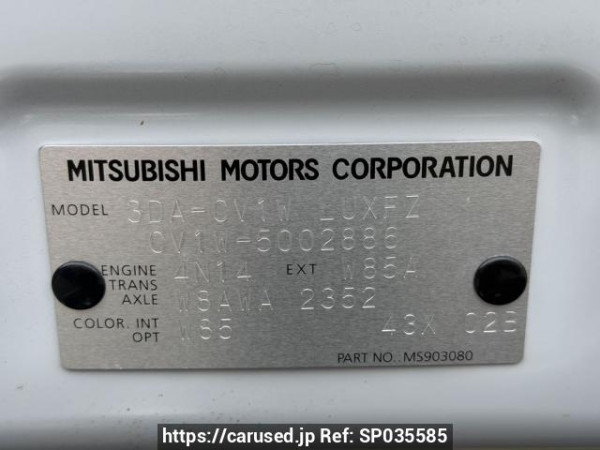 MITSUBISHI MOTORS CORPORATION
MODEL 3DA-CV1W LUXFZ
CV1W-5002886
ENGINE 4N14 EXT W85A
TRANS
AXLE W8AWA 2352
COLOR. INT W85 43X 02B
OPT
PART NO. MS903080
https://carused.jp Ref: SP035585